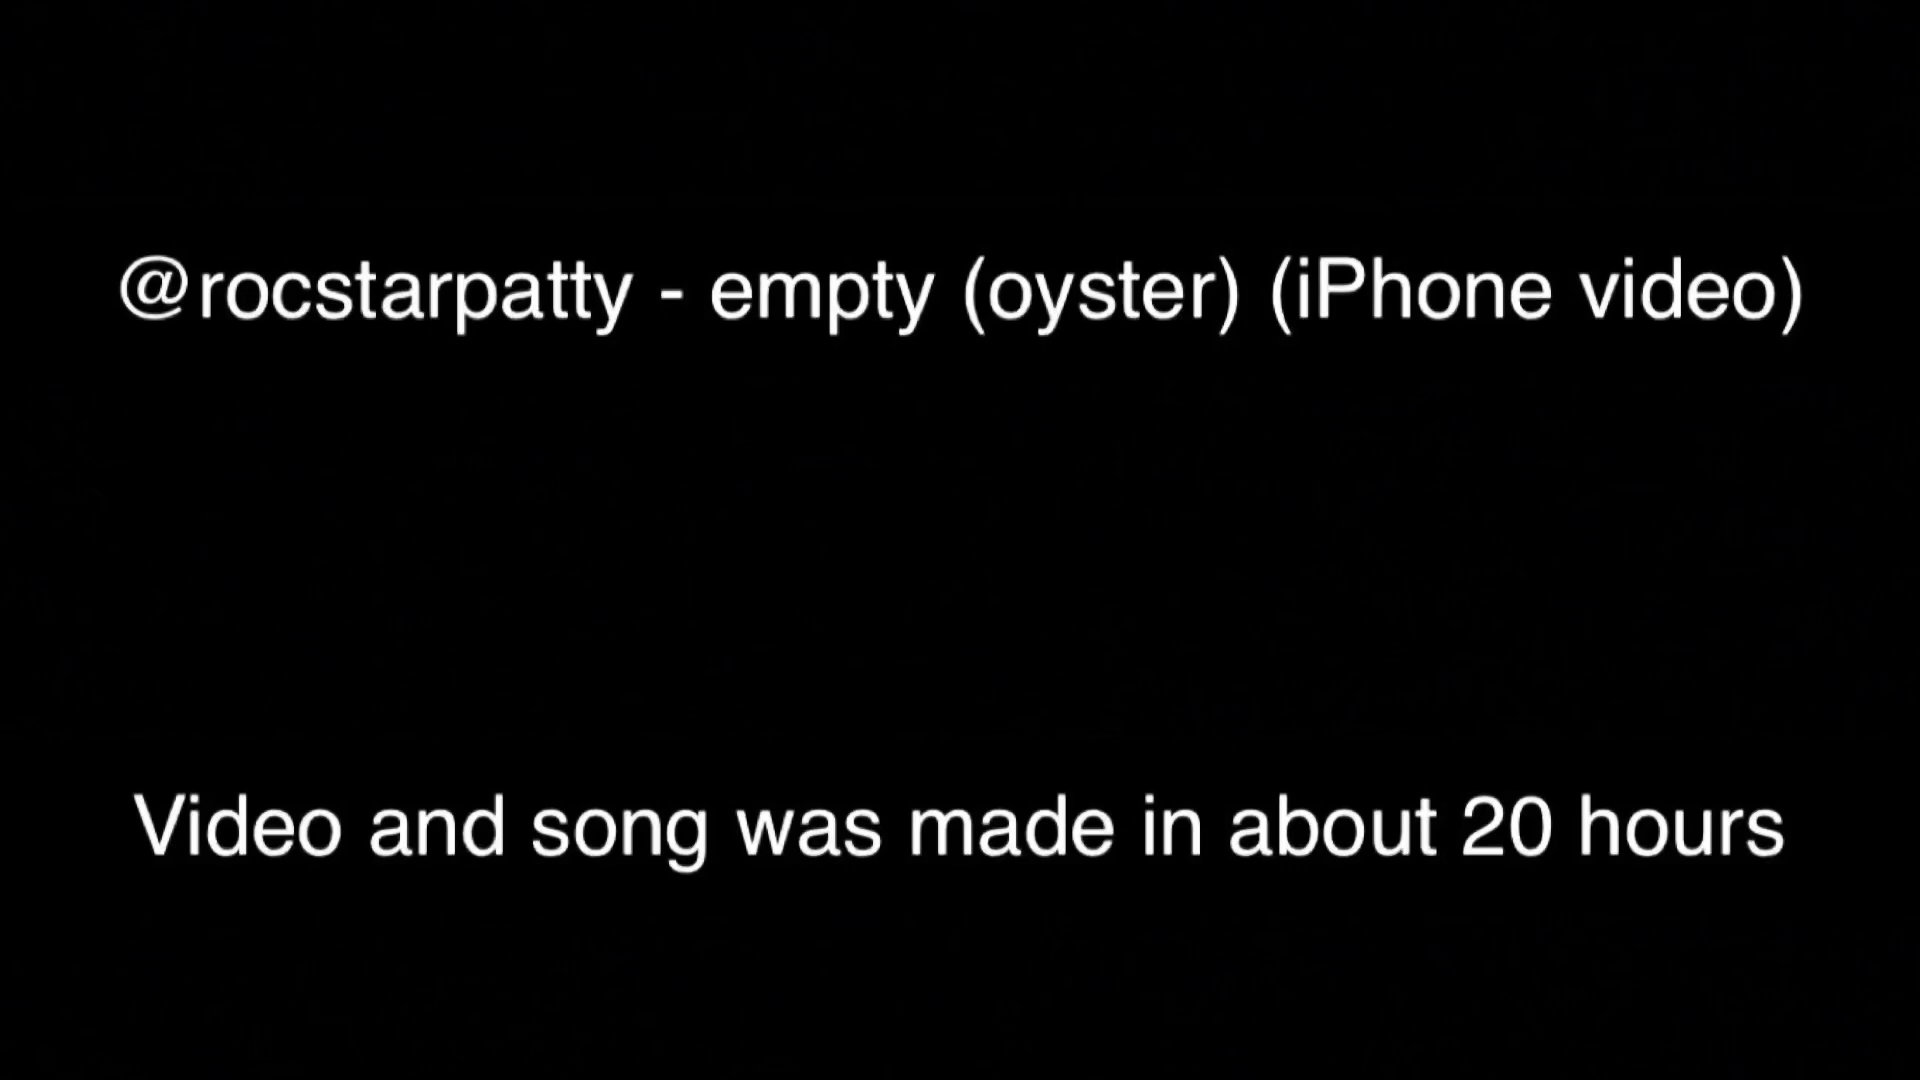 @rocstarpatty - empty (oyster) (iPhone video)
Video and song was made in about 20 hours